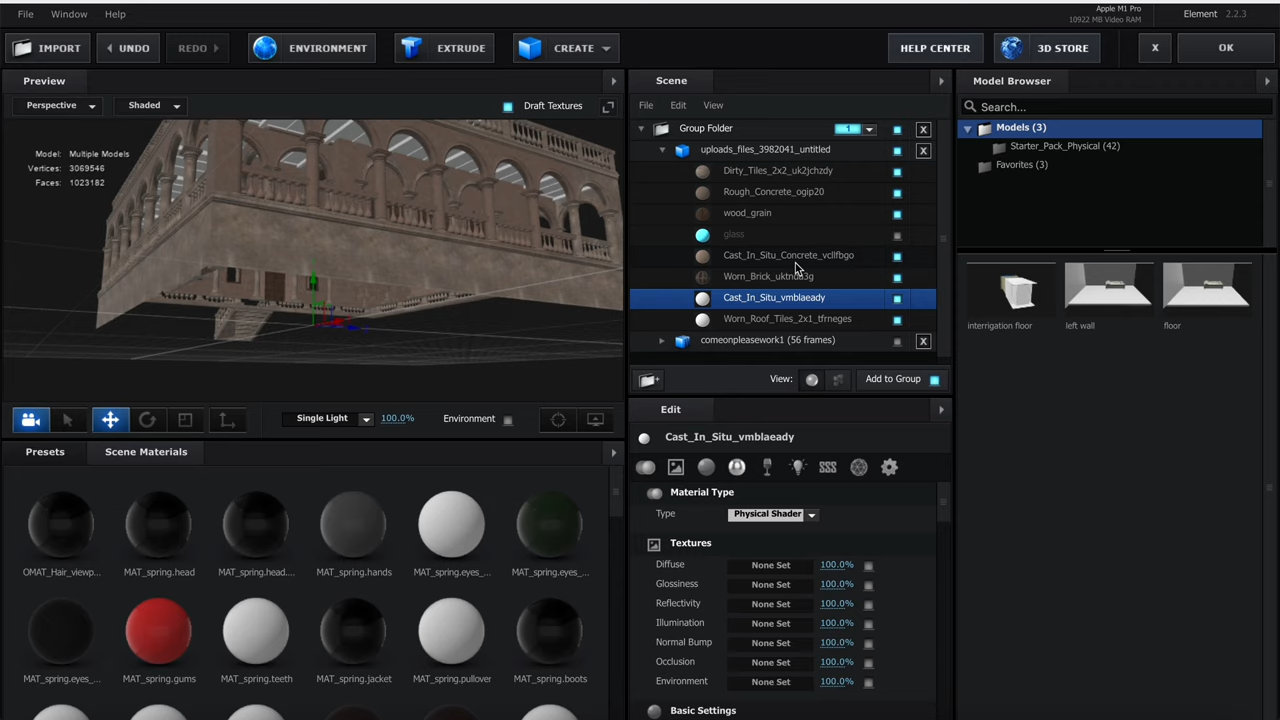 File Window Help
Apple M1 Pro
10922 MB Video RAM
Element 2.2.3
IMPORT UNDO REDO ENVIRONMENT EXTRUDE CREATE HELP CENTER 3D STORE X OK
Preview
Perspective Shaded Draft Textures
Model: Multiple Models
Vertices: 3069546
Faces: 1023182
Single Light 100.0% Environment
Presets Scene Materials
OMAT_Hair_viewp... MAT_spring.head MAT_spring.head.... MAT_spring.hands MAT_spring.eyes_... MAT_spring.eyes_...
MAT_spring.eyes_... MAT_spring.gums MAT_spring.teeth MAT_spring.jacket MAT_spring.pullover MAT_spring.boots
Scene
File Edit View
Group Folder 1 X
uploads_files_3982041_untitled X
Dirty_Tiles_2x2_uk2jchzdy
Rough_Concrete_ogip20
wood_grain
glass
Cast_In_Situ_Concrete_vclfbgo
Cast_In_Situ_vmblaeady
Worn_Roof_Tiles_2x1_tfrneges
comeonpleasework1 (56 frames) X
View: Add to Group
Edit
Cast_In_Situ_vmblaeady
Material Type
Type Physical Shader
Textures
Diffuse None Set 100.0%
Glossiness None Set 100.0%
Reflectivity None Set 100.0%
Illumination None Set 100.0%
Normal Bump None Set 100.0%
Occlusion None Set 100.0%
Environment None Set 100.0%
Basic Settings
Model Browser
Search...
Models (3)
Starter_Pack_Physical (42)
Favorites (3)
interrigation floor left wall floor